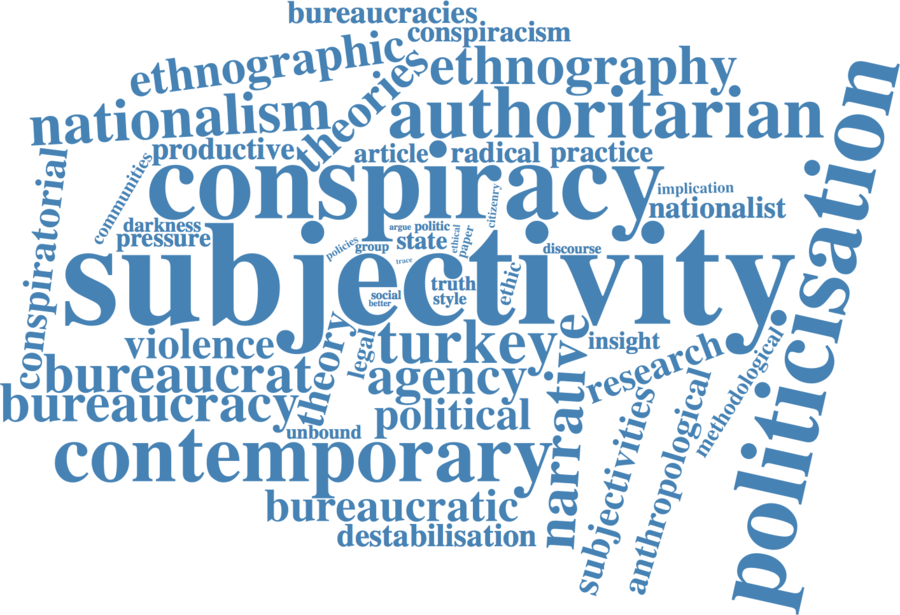 bureaucracies
conspiracism
ethnographic
ethnography
theories
nationalism
authoritarian
politicisation
productive
article
radical
practice
conspiratorial
communities
conspiracy
citizenry
implication
nationalist
darkness
pressure
policies
argue
politic
group
state
ethical
paper
trace
discourse
subjectivity
social
better
truth
style
ethic
violence
theory
legal
turkey
narrative
insight
bureaucrat
agency
research
bureaucracy
political
subjectivities
anthropological
methodological
unbound
contemporary
bureaucratic
destabilisation